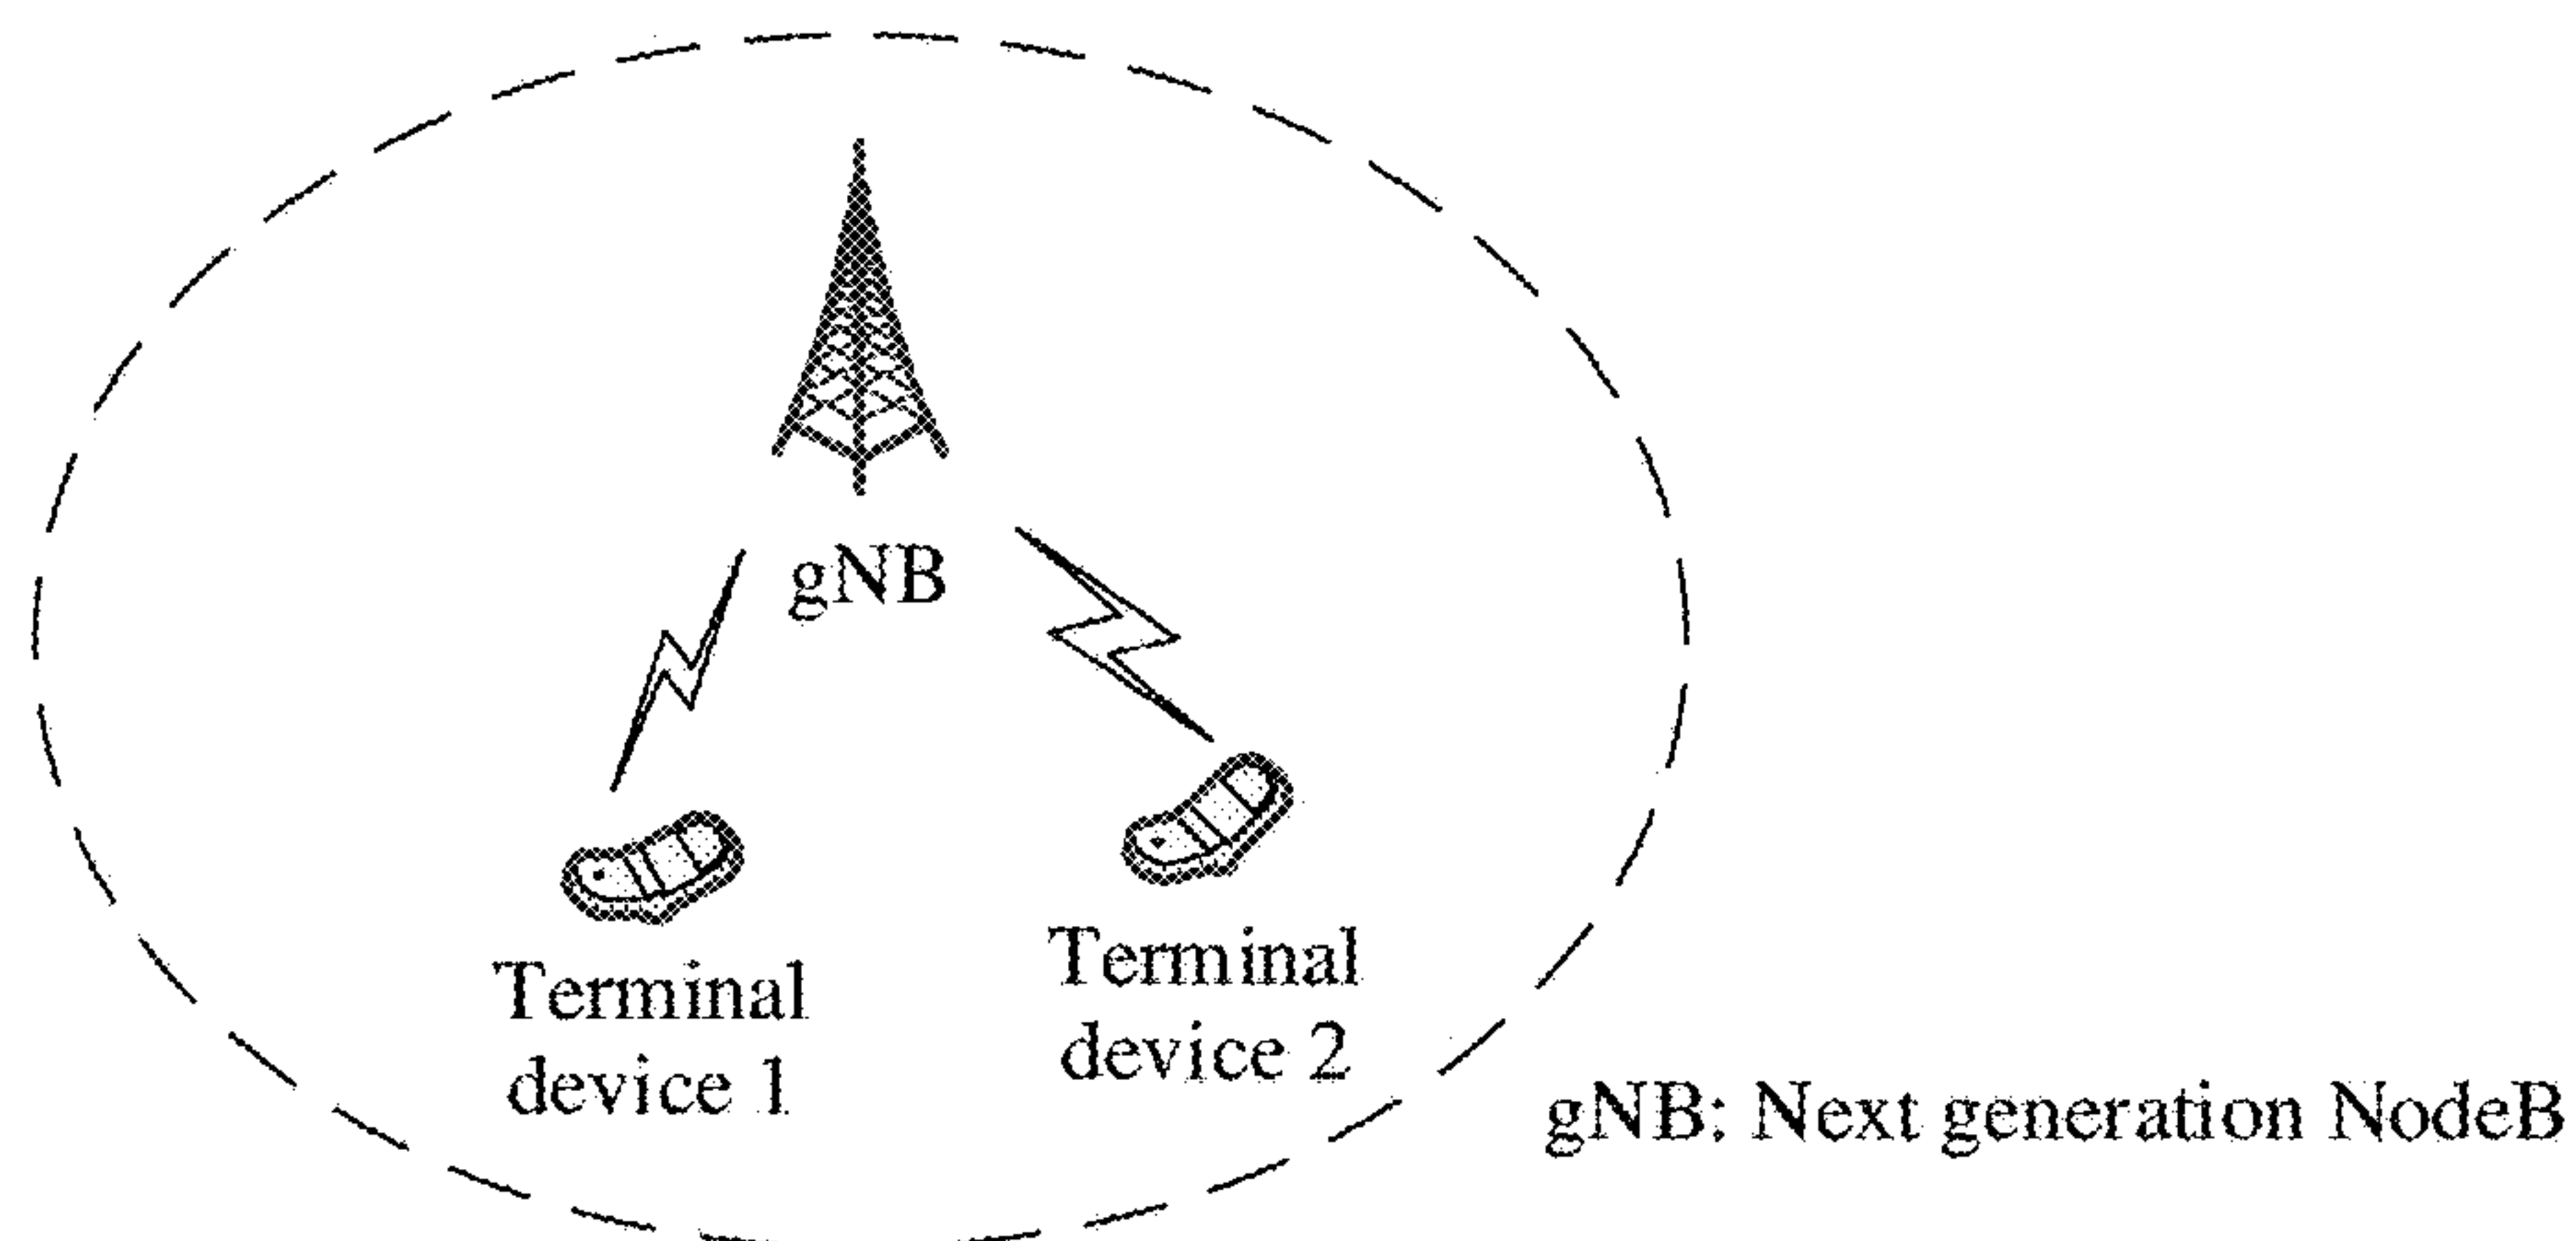 gNB
Terminal
device 1
Terminal
device 2
gNB: Next generation NodeB